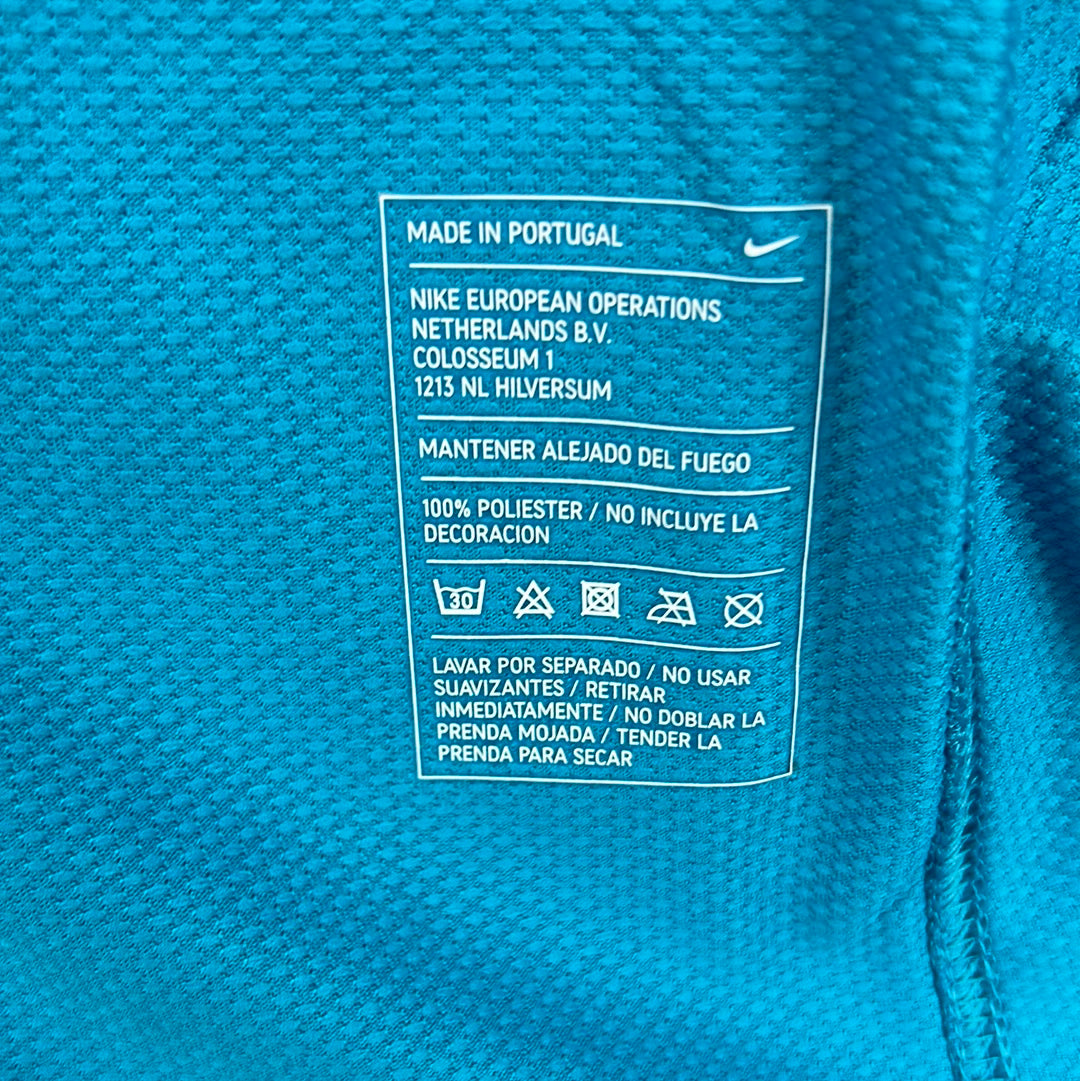 MADE IN PORTUGAL
NIKE EUROPEAN OPERATIONS
NETHERLANDS B.V.
COLOSSEUM 1
1213 NL HILVERSUM
MANTENER ALEJADO DEL FUEGO
100% POLIESTER / NO INCLUYE LA
DECORACION
30
LAVAR POR SEPARADO / NO USAR
SUAVIZANTES / RETIRAR
INMEDIATAMENTE / NO DOBLAR LA
PRENDA MOJADA / TENDER LA
PRENDA PARA SECAR